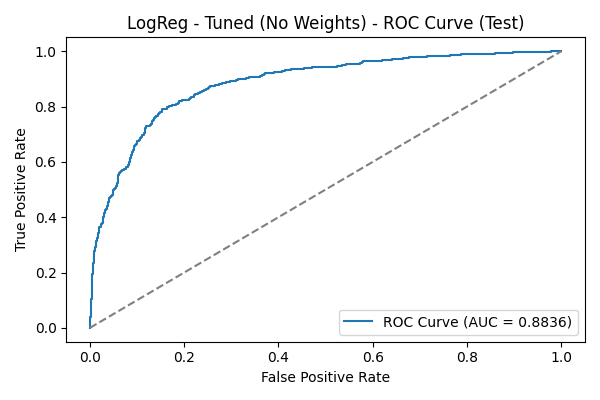 LogReg - Tuned (No Weights) - ROC Curve (Test)
True Positive Rate
1.0
0.8
0.6
0.4
0.2
0.0
0.0 0.2 0.4 0.6 0.8 1.0
False Positive Rate
ROC Curve (AUC = 0.8836)